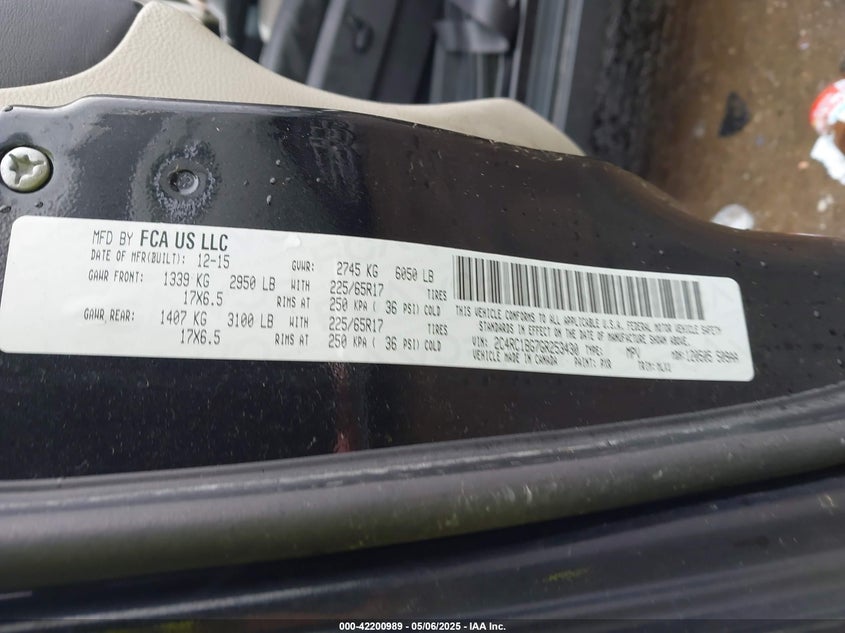 MFD BY FCA US LLC
DATE OF MFR(BUILT): 12-15 GVWR: 2745 KG 6050 LB
GAWR FRONT: 1339 KG 2950 LB WITH 225/65R17 TIRES
17X6.5 RIMS AT 250 KPA ( 36 PSI) COLD
GAWR REAR: 1407 KG 3100 LB WITH 225/65R17 TIRES
17X6.5 RIMS AT 250 KPA ( 36 PSI) COLD
THIS VEHICLE CONFORMS TO ALL APPLICABLE U.S.A. FEDERAL MOTOR VEHICLE SAFETY
STANDARDS IN EFFECT ON THE DATE OF MANUFACTURE SHOWN ABOVE.
VIN: 2C4RC1BG7GR253430 TYPE: MPV MDH:
MADE IN CANADA PAINT: PXR TRIM:
000-42200989 — 05/06/2025 — IAA Inc.